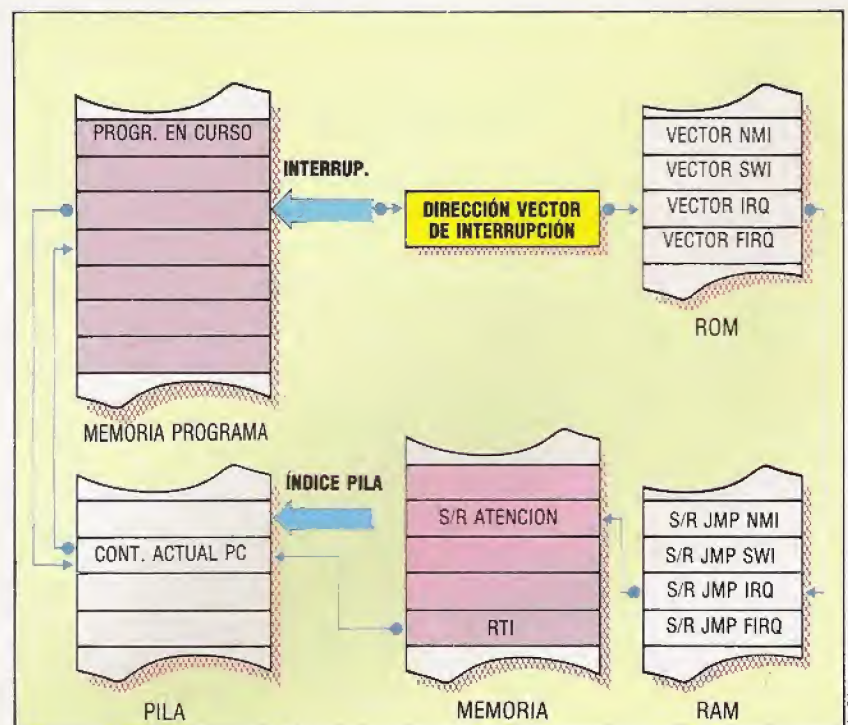 PROGR. EN CURSO
INTERRUP.
DIRECCIÓN VECTOR
DE INTERRUPCIÓN
VECTOR NMI
VECTOR SWI
VECTOR IRQ
VECTOR FIRQ
ROM
MEMORIA PROGRAMA
ÍNDICE PILA
CONT. ACTUAL PC
PILA
S/R ATENCION
RTI
MEMORIA
S/R JMP NMI
S/R JMP SWI
S/R JMP IRQ
S/R JMP FIRQ
RAM